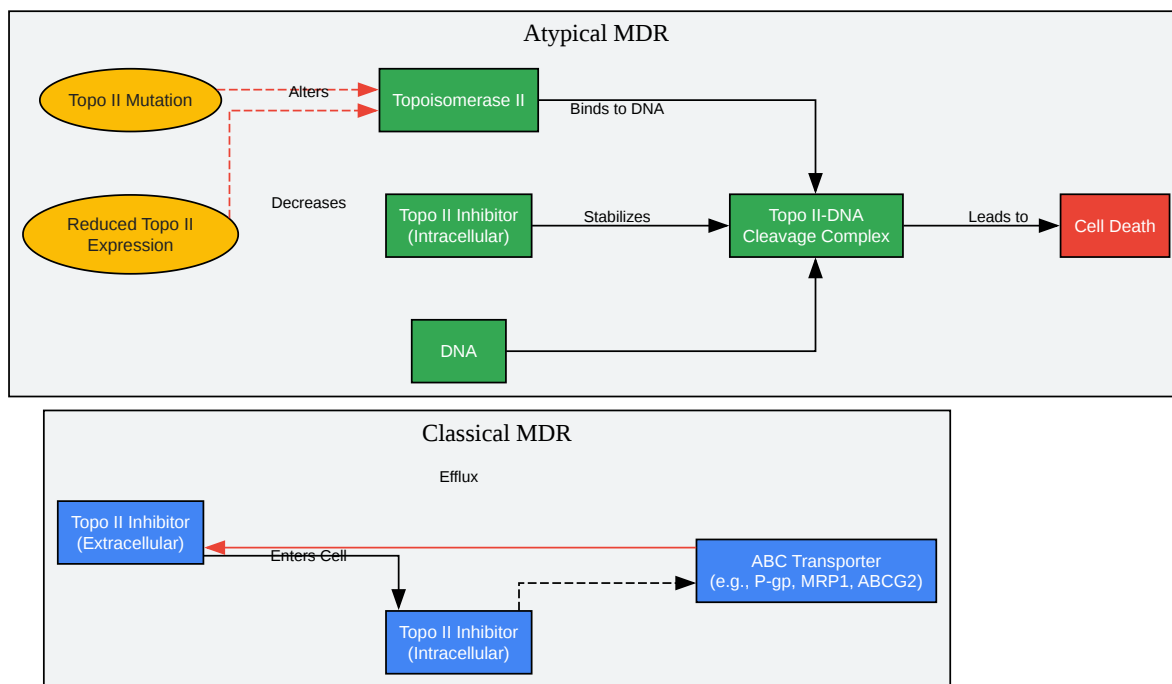 Atypical MDR
Topo II Mutation
Alters
Topoisomerase II
Binds to DNA
Reduced Topo II
Expression
Decreases
Topo II Inhibitor
(Intracellular)
Stabilizes
Topo II-DNA
Cleavage Complex
Leads to
Cell Death
DNA
Classical MDR
Efflux
Topo II Inhibitor
(Extracellular)
Enters Cell
ABC Transporter
(e.g., P-gp, MRP1, ABCG2)
Topo II Inhibitor
(Intracellular)